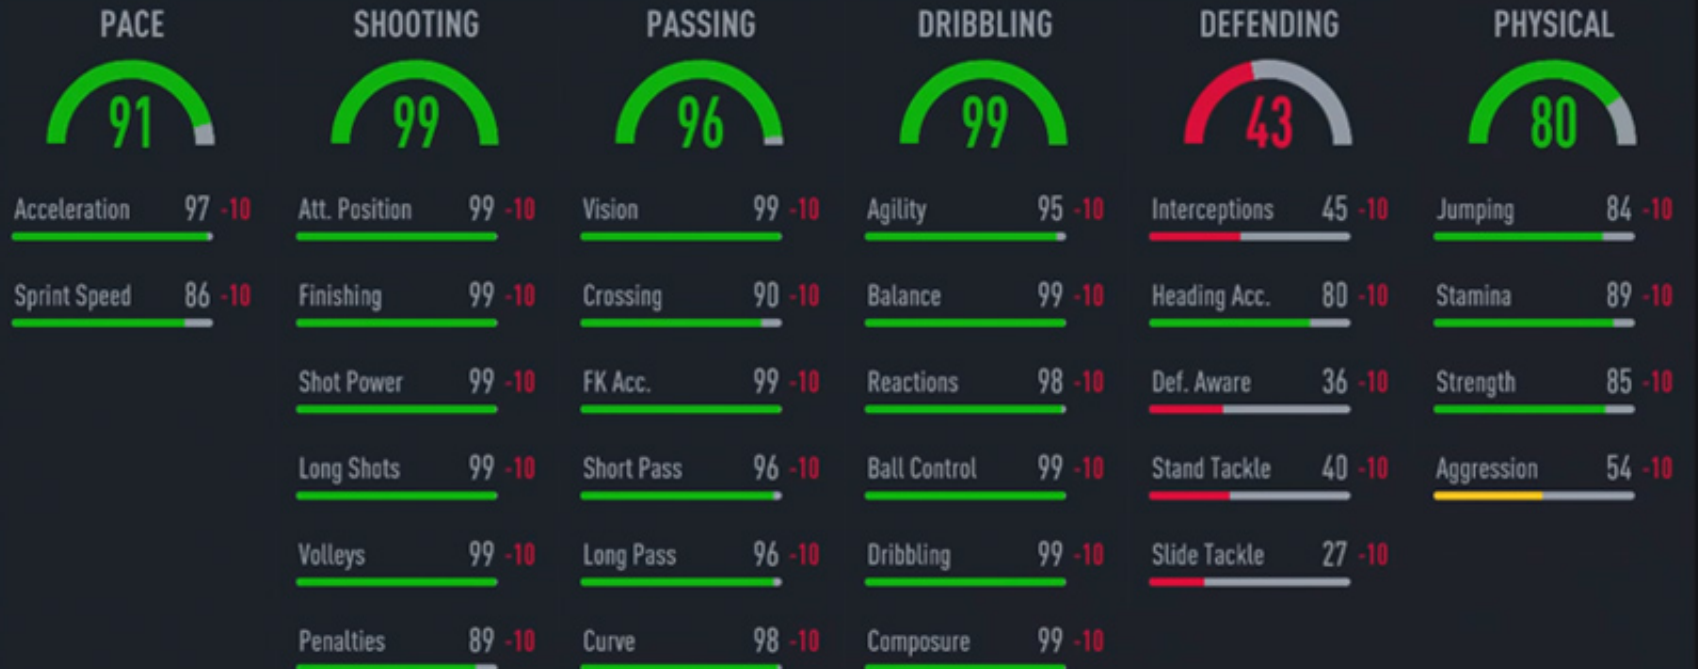 PACE SHOOTING PASSING DRIBBLING DEFENDING PHYSICAL
91 99 96 99 43 80
Acceleration 97 -10 Att. Position 99 -10 Vision 99 -10 Agility 95 -10 Interceptions 45 -10 Jumping 84 -10
Sprint Speed 86 -10 Finishing 99 -10 Crossing 90 -10 Balance 99 -10 Heading Acc. 80 -10 Stamina 89 -10
Shot Power 99 -10 FK Acc. 99 -10 Reactions 98 -10 Def. Aware 36 -10 Strength 85 -10
Long Shots 99 -10 Short Pass 96 -10 Ball Control 99 -10 Stand Tackle 40 -10 Aggression 54 -10
Volleys 99 -10 Long Pass 96 -10 Dribbling 99 -10 Slide Tackle 27 -10
Penalties 89 -10 Curve 98 -10 Composure 99 -10